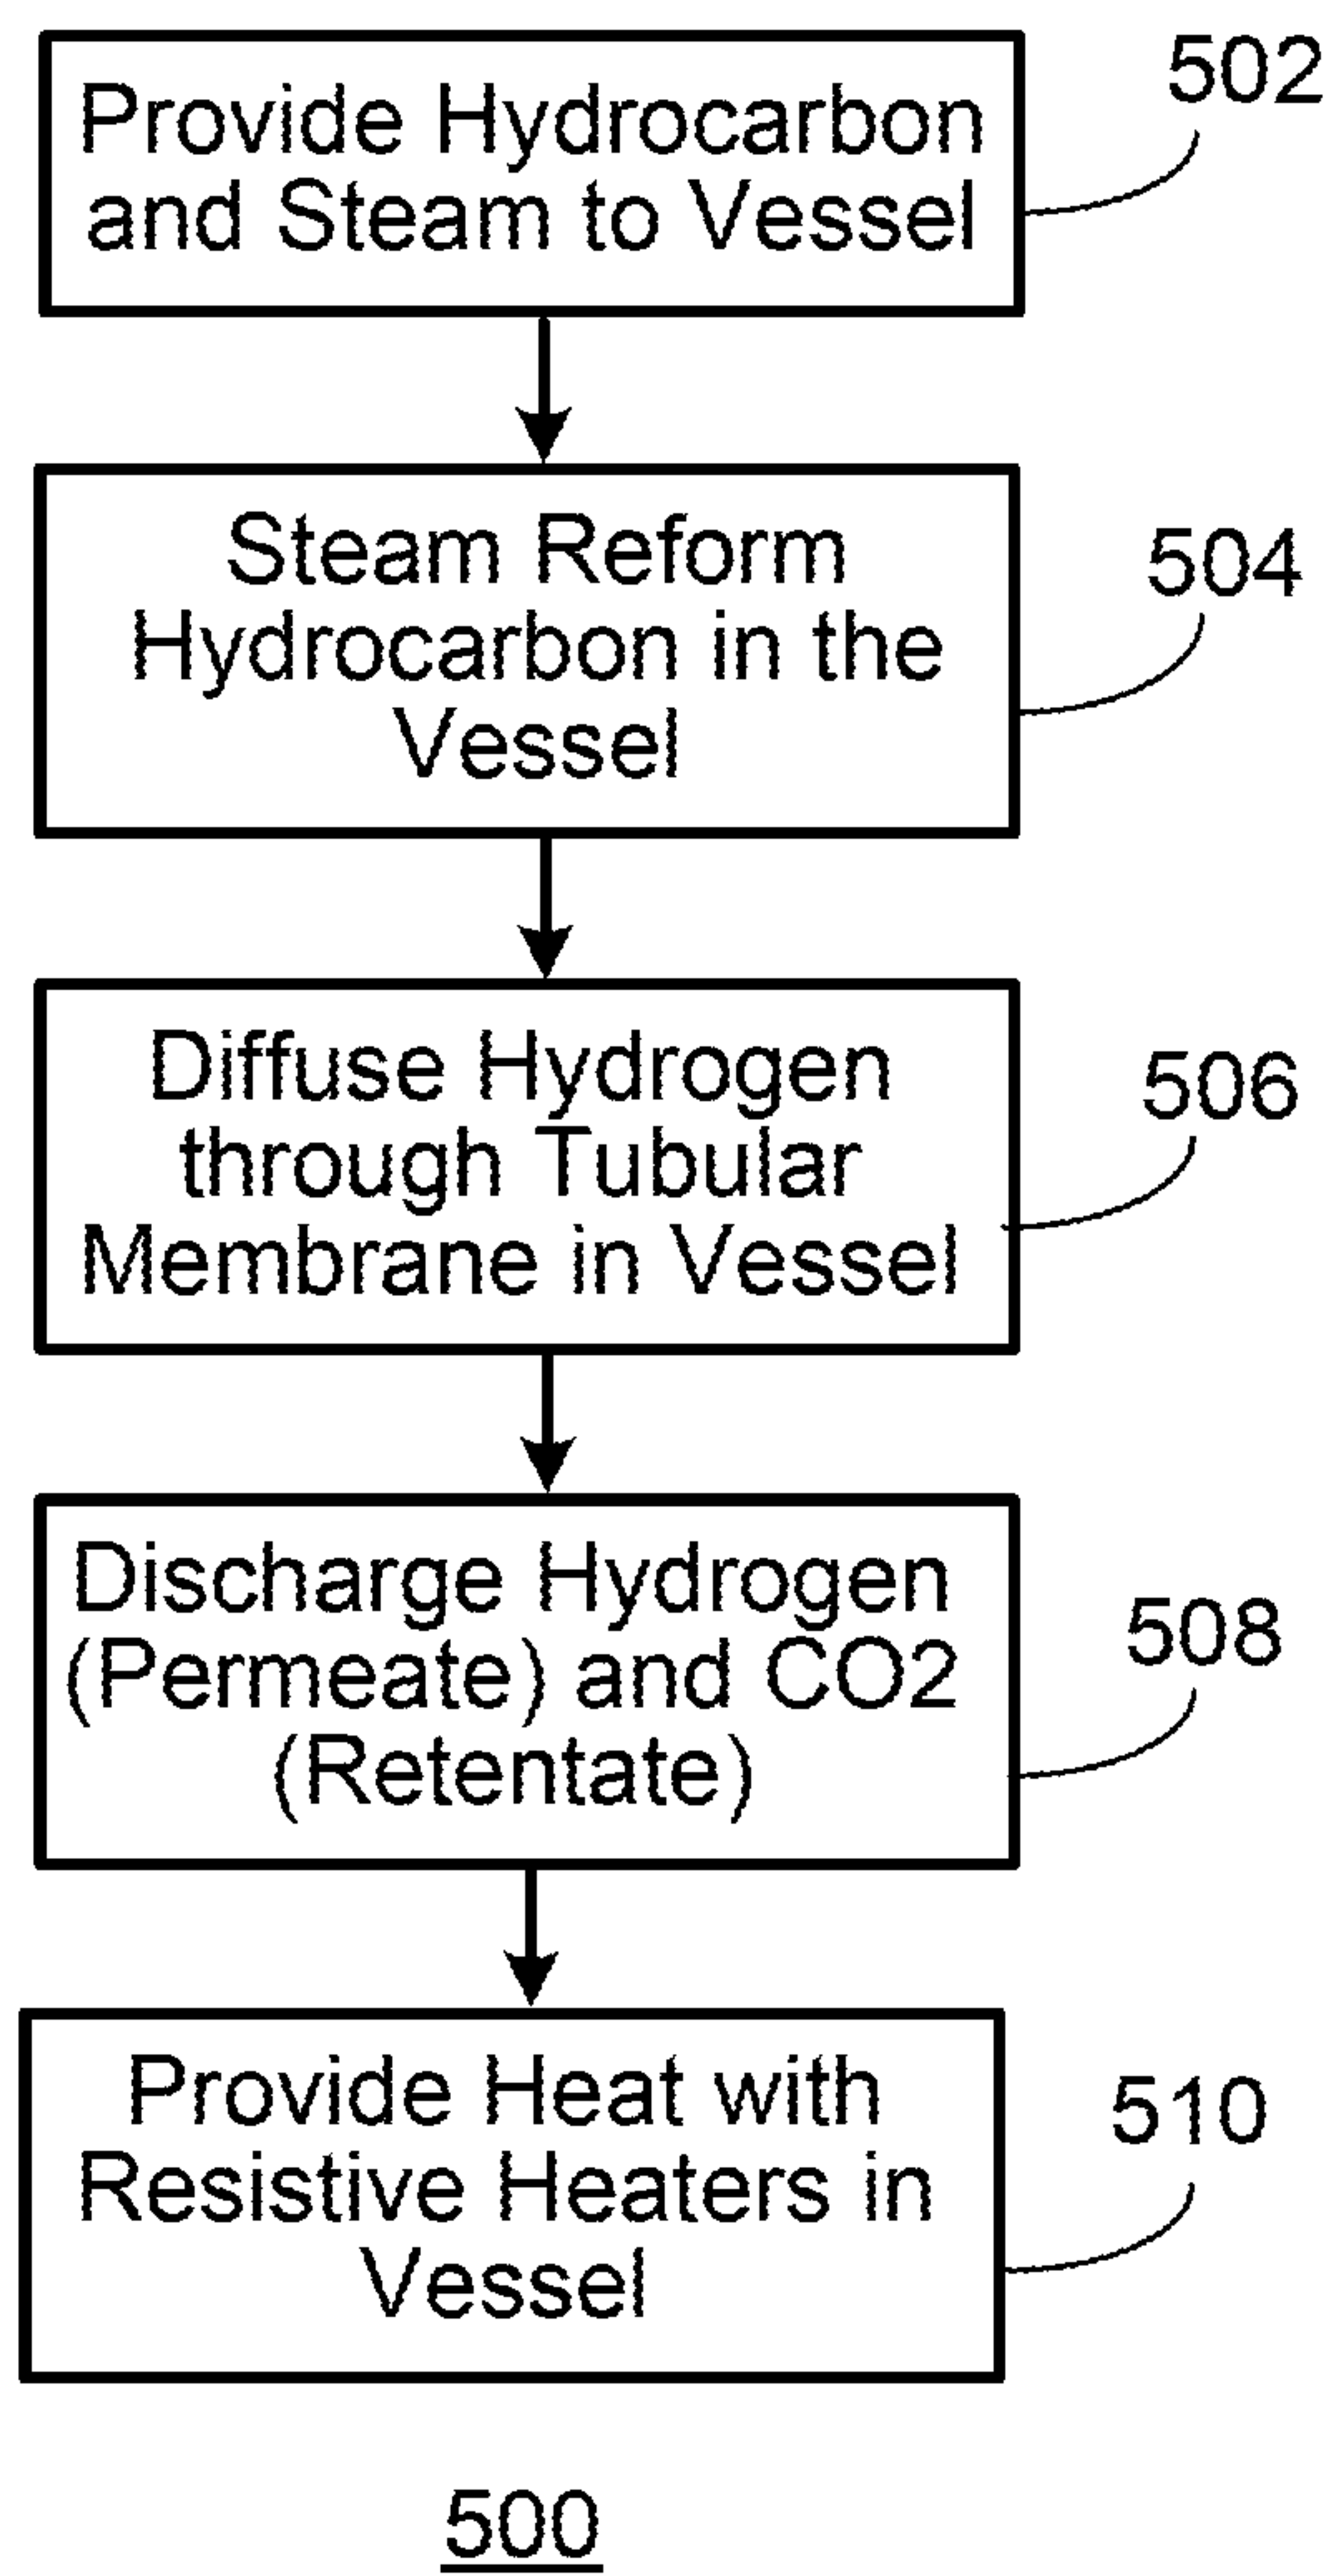 Provide Hydrocarbon
and Steam to Vessel
502
Steam Reform
Hydrocarbon in the
Vessel
504
Diffuse Hydrogen
through Tubular
Membrane in Vessel
506
Discharge Hydrogen
(Permeate) and CO2
(Retentate)
508
Provide Heat with
Resistive Heaters in
Vessel
510
500